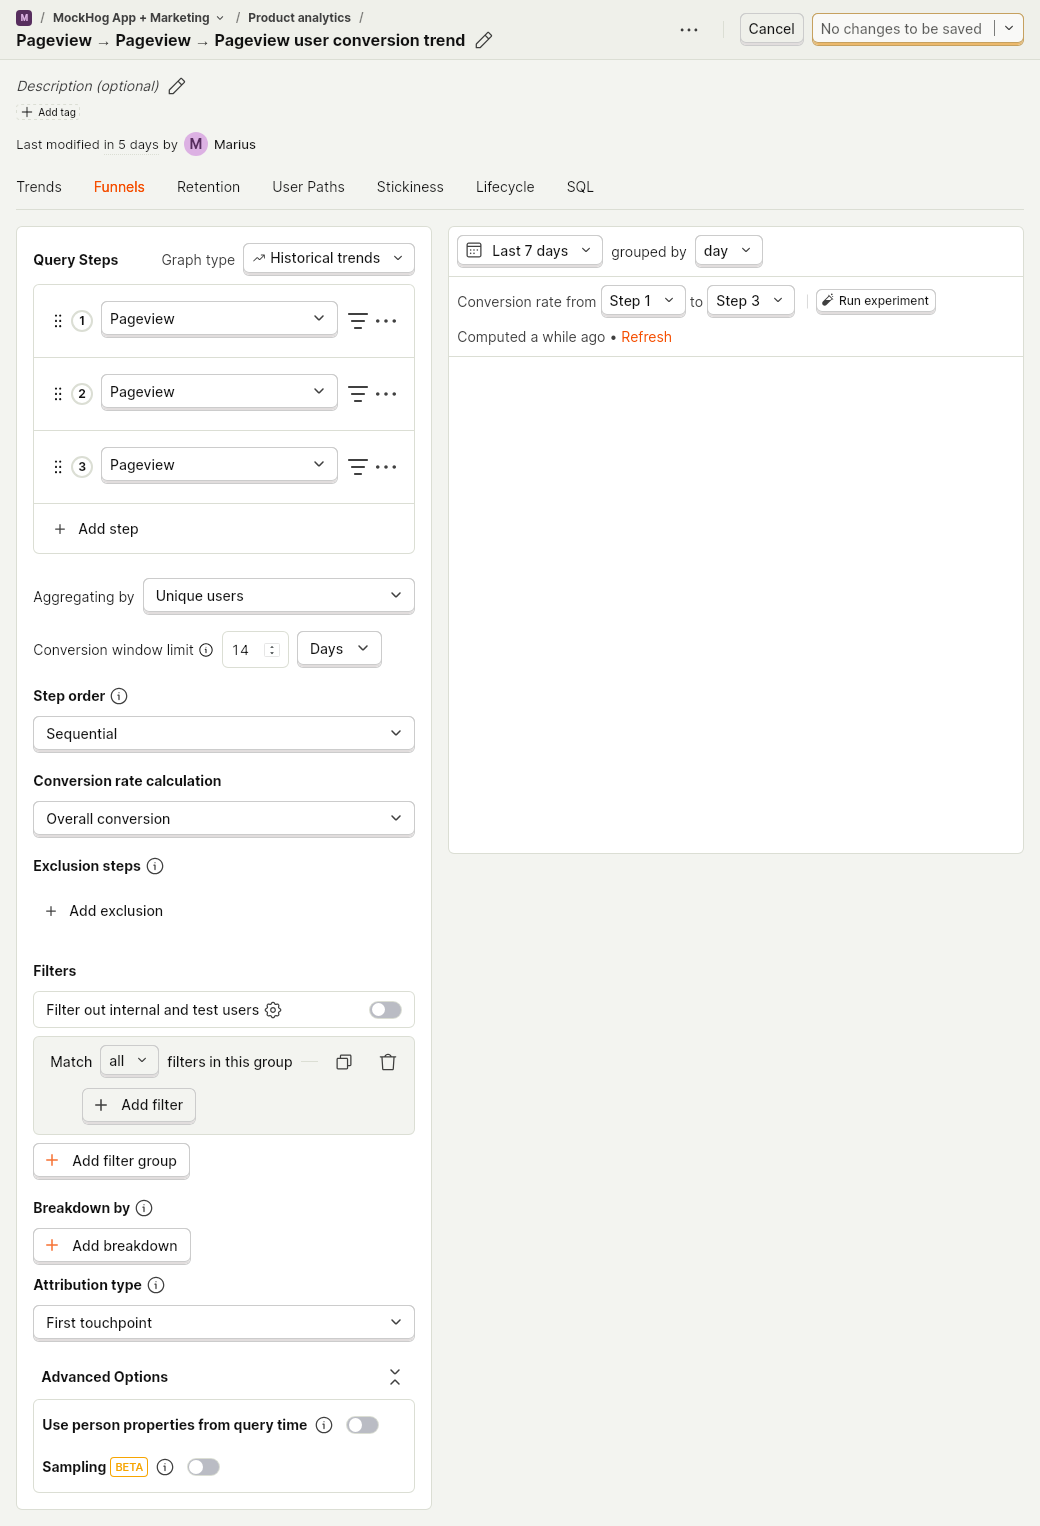 M / MockHog App + Marketing / Product analytics /
Pageview → Pageview → Pageview user conversion trend
Cancel
No changes to be saved
Description (optional)
Add tag
Last modified in 5 days by M Marius
Trends Funnels Retention User Paths Stickiness Lifecycle SQL
Query Steps Graph type Historical trends
1 Pageview
2 Pageview
3 Pageview
Add step
Aggregating by Unique users
Conversion window limit 14 Days
Step order
Sequential
Conversion rate calculation
Overall conversion
Exclusion steps
Add exclusion
Filters
Filter out internal and test users
Match all filters in this group
Add filter
Add filter group
Breakdown by
Add breakdown
Attribution type
First touchpoint
Advanced Options
Use person properties from query time
Sampling BETA
Last 7 days grouped by day
Conversion rate from Step 1 to Step 3 Run experiment
Computed a while ago • Refresh